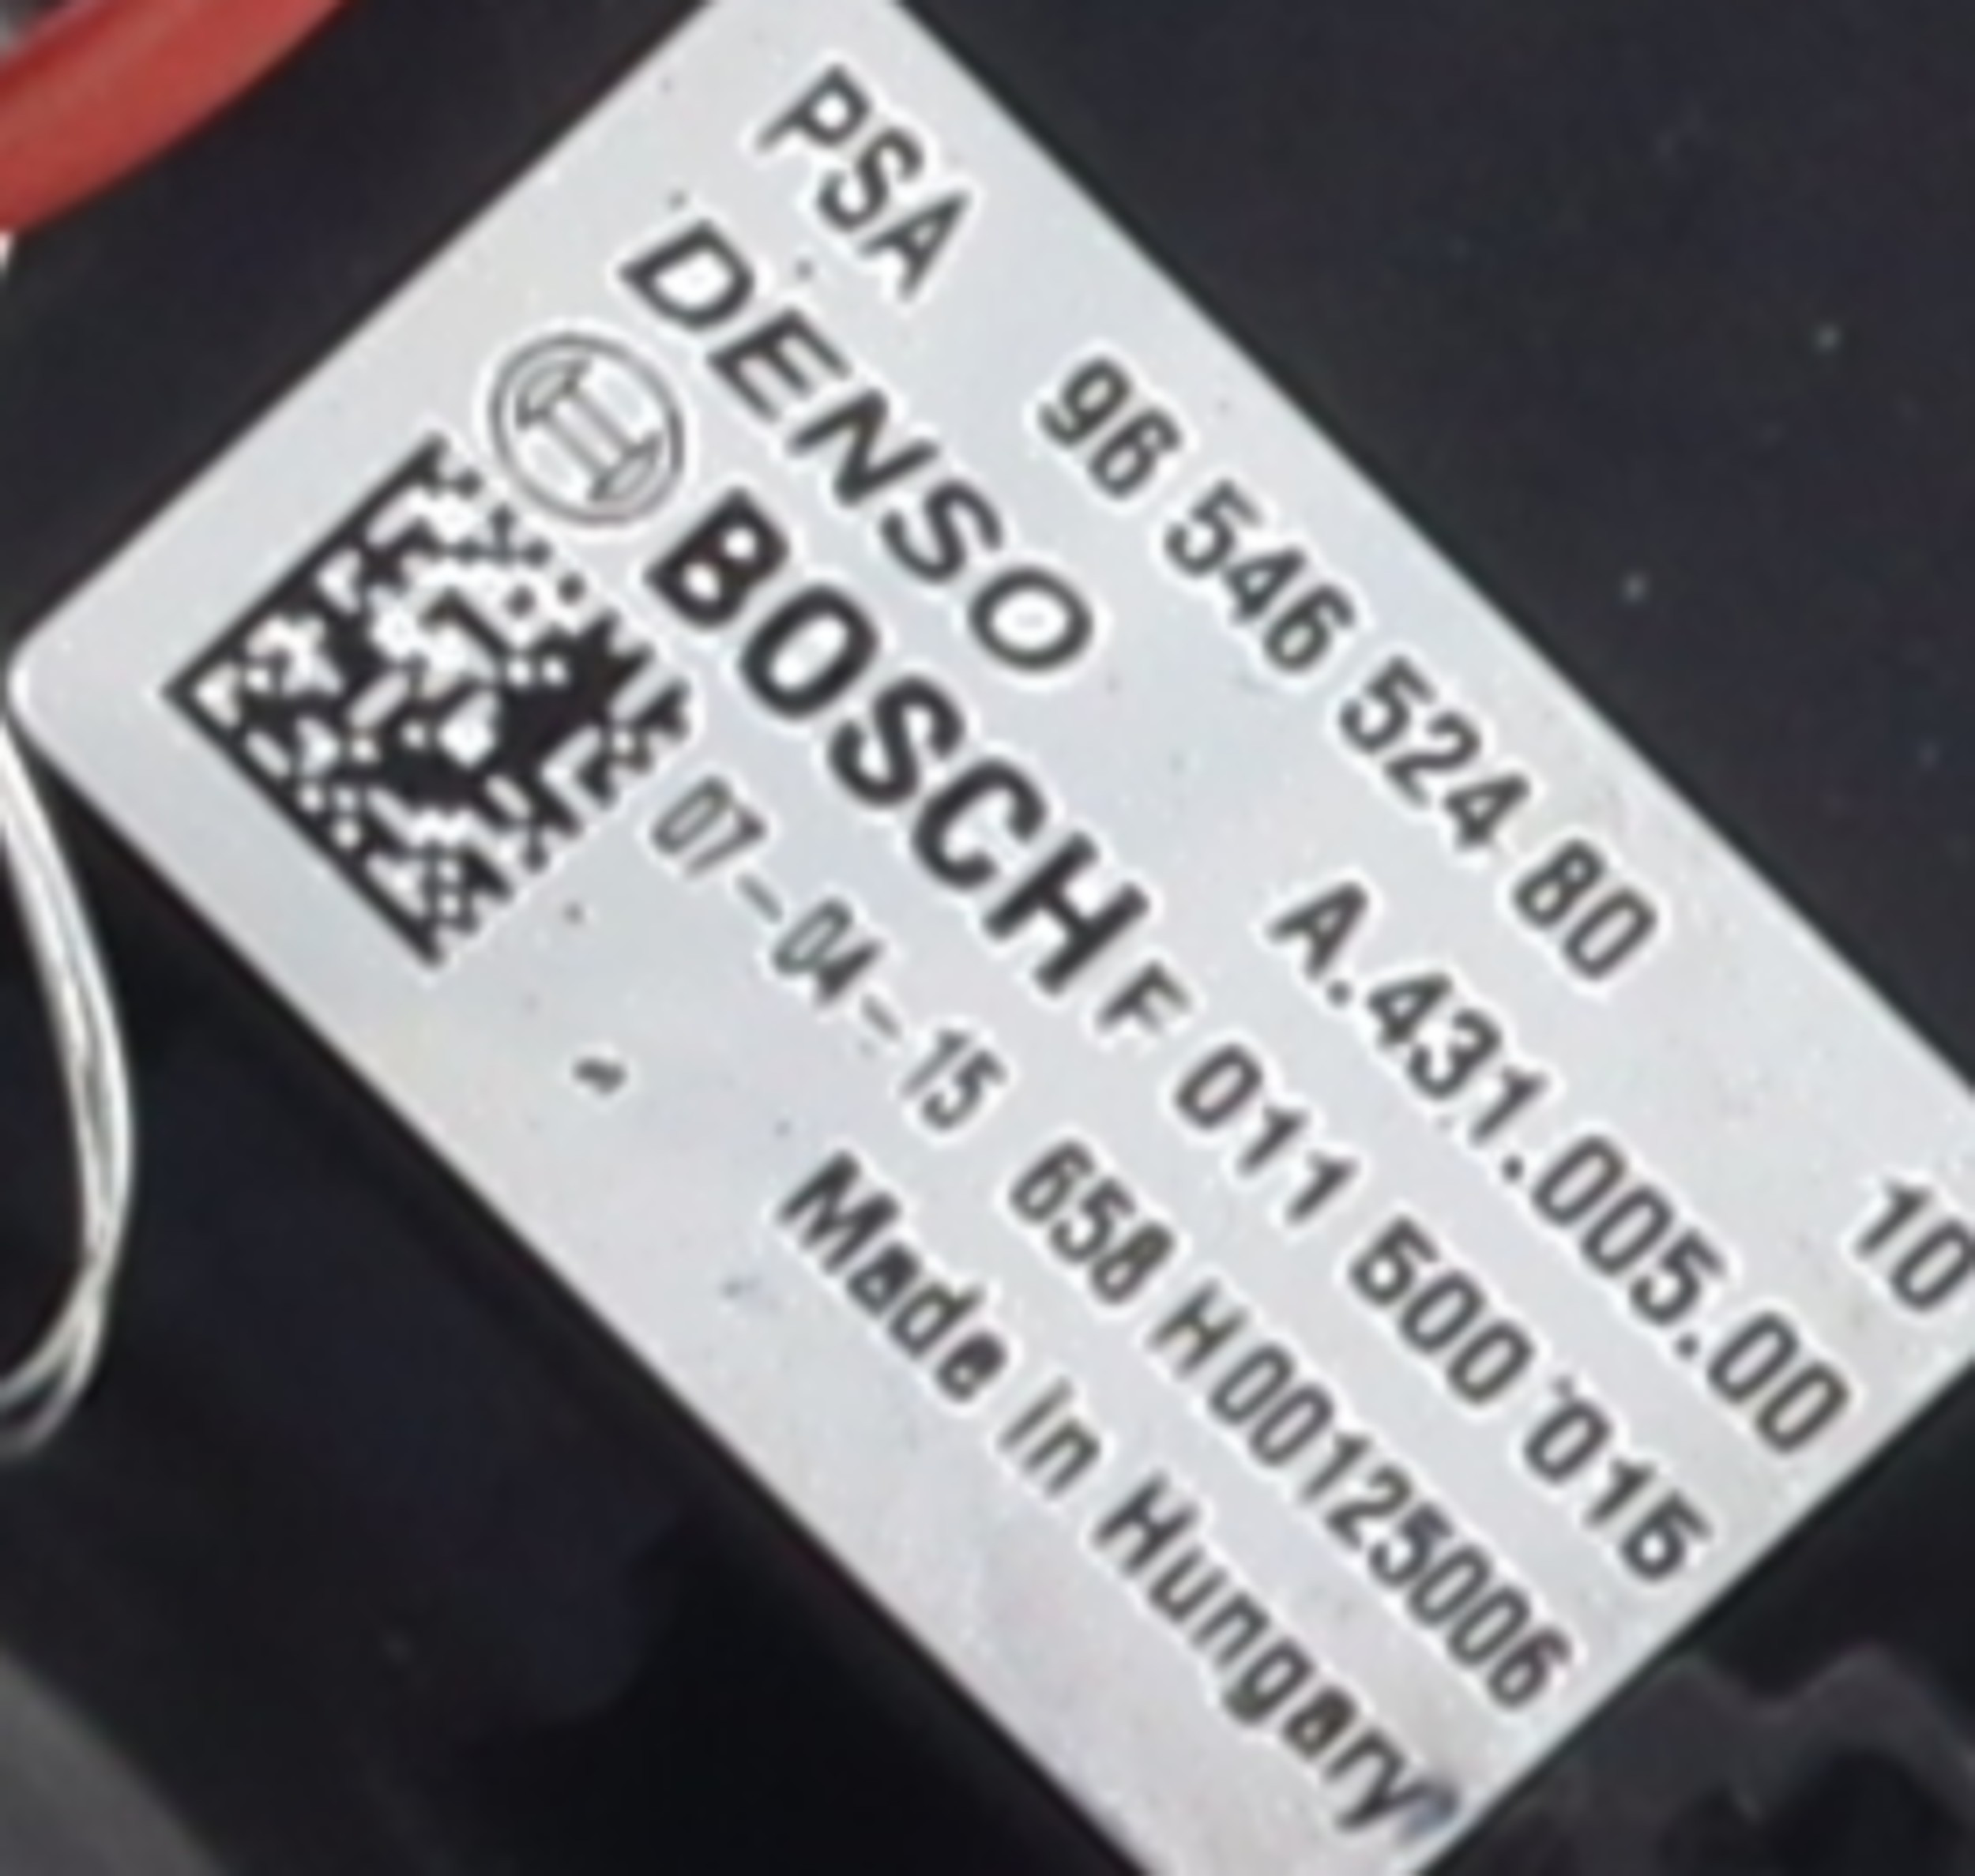 PSA 96 546 524 80 10
DENSO A.431.005.00
BOSCH F 011 500 015
07-04-15 658 H00125006
Made in Hungary